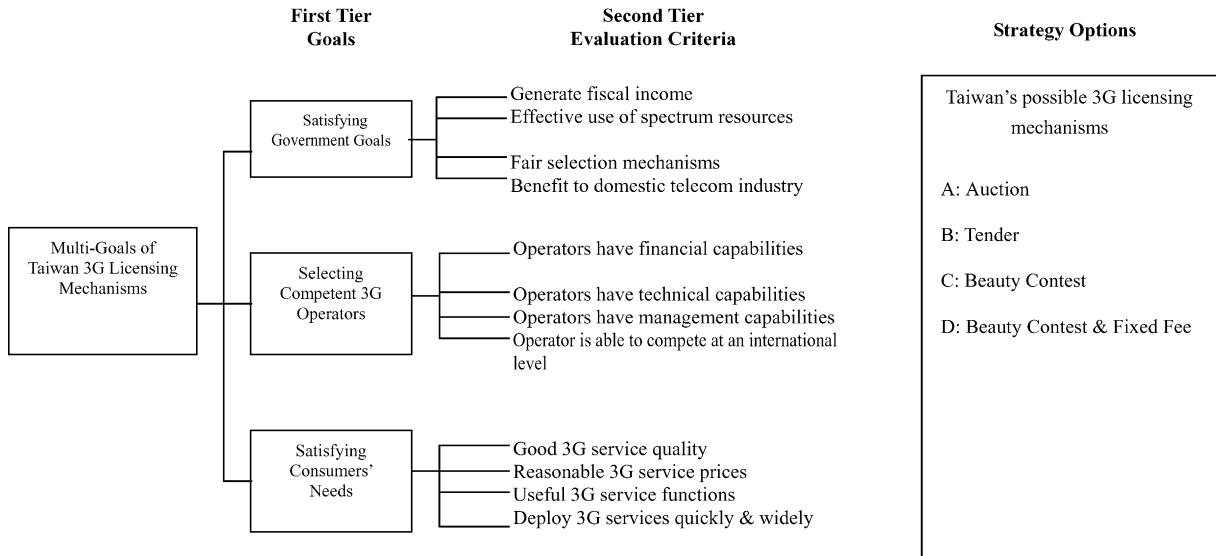 First Tier
Goals
Second Tier
Evaluation Criteria
Strategy Options
Multi-Goals of
Taiwan 3G Licensing
Mechanisms
Satisfying
Government Goals
Generate fiscal income
Effective use of spectrum resources
Fair selection mechanisms
Benefit to domestic telecom industry
Selecting
Competent 3G
Operators
Operators have financial capabilities
Operators have technical capabilities
Operators have management capabilities
Operator is able to compete at an international
level
Satisfying
Consumers’
Needs
Good 3G service quality
Reasonable 3G service prices
Useful 3G service functions
Deploy 3G services quickly & widely
Taiwan’s possible 3G licensing
mechanisms
A: Auction
B: Tender
C: Beauty Contest
D: Beauty Contest & Fixed Fee